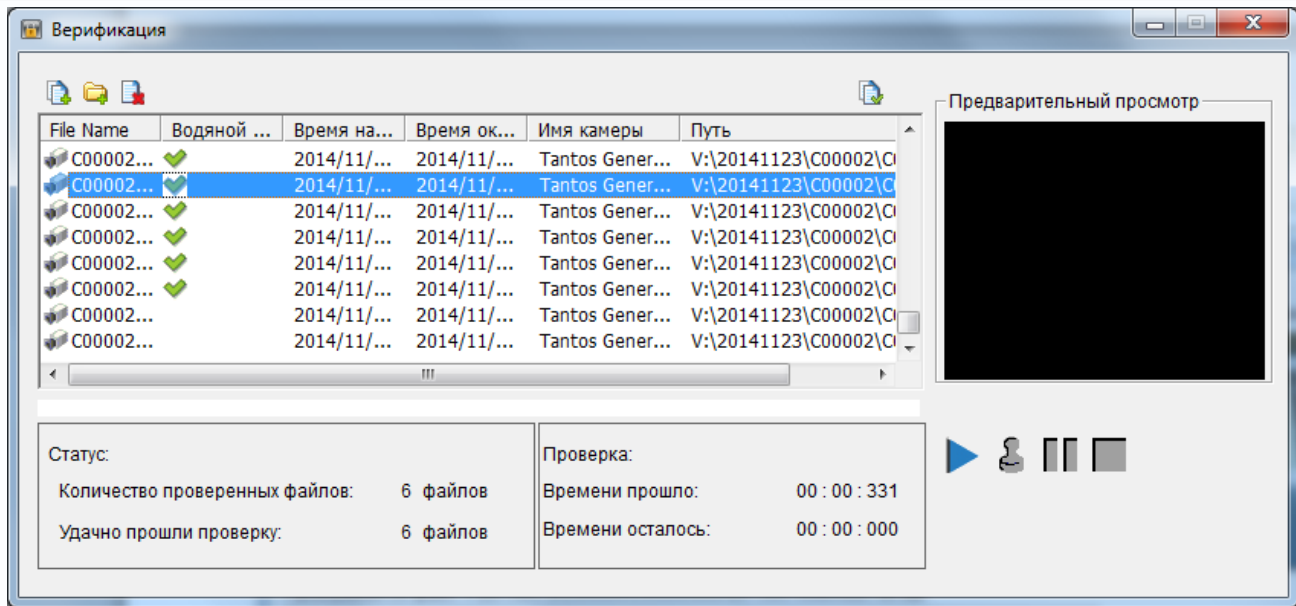 Верификация
Предварительный просмотр
File Name Водяной ... Время на... Время ок... Имя камеры Путь
C00002... 2014/11/... 2014/11/... Tantos Gener... V:\20141123\C00002\C
C00002... 2014/11/... 2014/11/... Tantos Gener... V:\20141123\C00002\C
C00002... 2014/11/... 2014/11/... Tantos Gener... V:\20141123\C00002\C
C00002... 2014/11/... 2014/11/... Tantos Gener... V:\20141123\C00002\C
C00002... 2014/11/... 2014/11/... Tantos Gener... V:\20141123\C00002\C
C00002... 2014/11/... 2014/11/... Tantos Gener... V:\20141123\C00002\C
C00002... 2014/11/... 2014/11/... Tantos Gener... V:\20141123\C00002\C
C00002... 2014/11/... 2014/11/... Tantos Gener... V:\20141123\C00002\C
Статус:
Количество проверенных файлов: 6 файлов
Удачно прошли проверку: 6 файлов
Проверка:
Времени прошло: 00 : 00 : 331
Времени осталось: 00 : 00 : 000